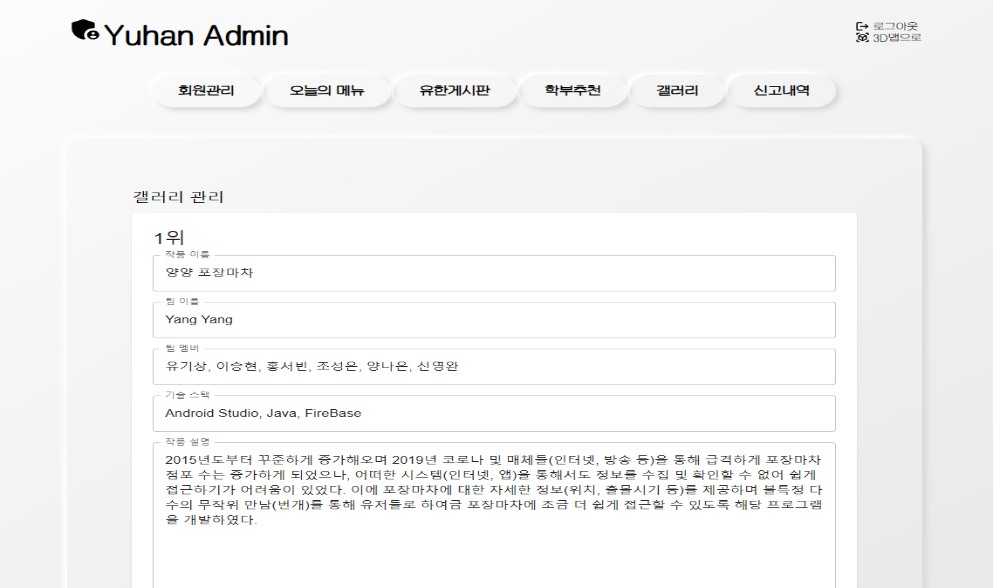 Yuhan Admin
로그아웃
3D맵으로
회원관리
오늘의 메뉴
유한게시판
학부추천
갤러리
신고내역
갤러리 관리
1위
작품 이름
양양 포장마차
팀 이름
Yang Yang
팀 멤버
유기상, 이승현, 홍서빈, 조성은, 양나은, 신영완
기술 스택
Android Studio, Java, FireBase
작품 설명
2015년도부터 꾸준하게 증가해오며 2019년 코로나 및 매체들(인터넷, 방송 등)을 통해 급격하게 포장마차
점포 수는 증가하게 되었으나, 어떠한 시스템(인터넷, 앱)을 통해서도 정보를 수집 및 확인할 수 없어 쉽게
접근하기가 어려움이 있었다. 이에 포장마차에 대한 자세한 정보(위치, 출몰시기 등)를 제공하며 불특정 다
수의 무작위 만남(번개)를 통해 유저들로 하여금 포장마차에 조금 더 쉽게 접근할 수 있도록 해당 프로그램
을 개발하였다.